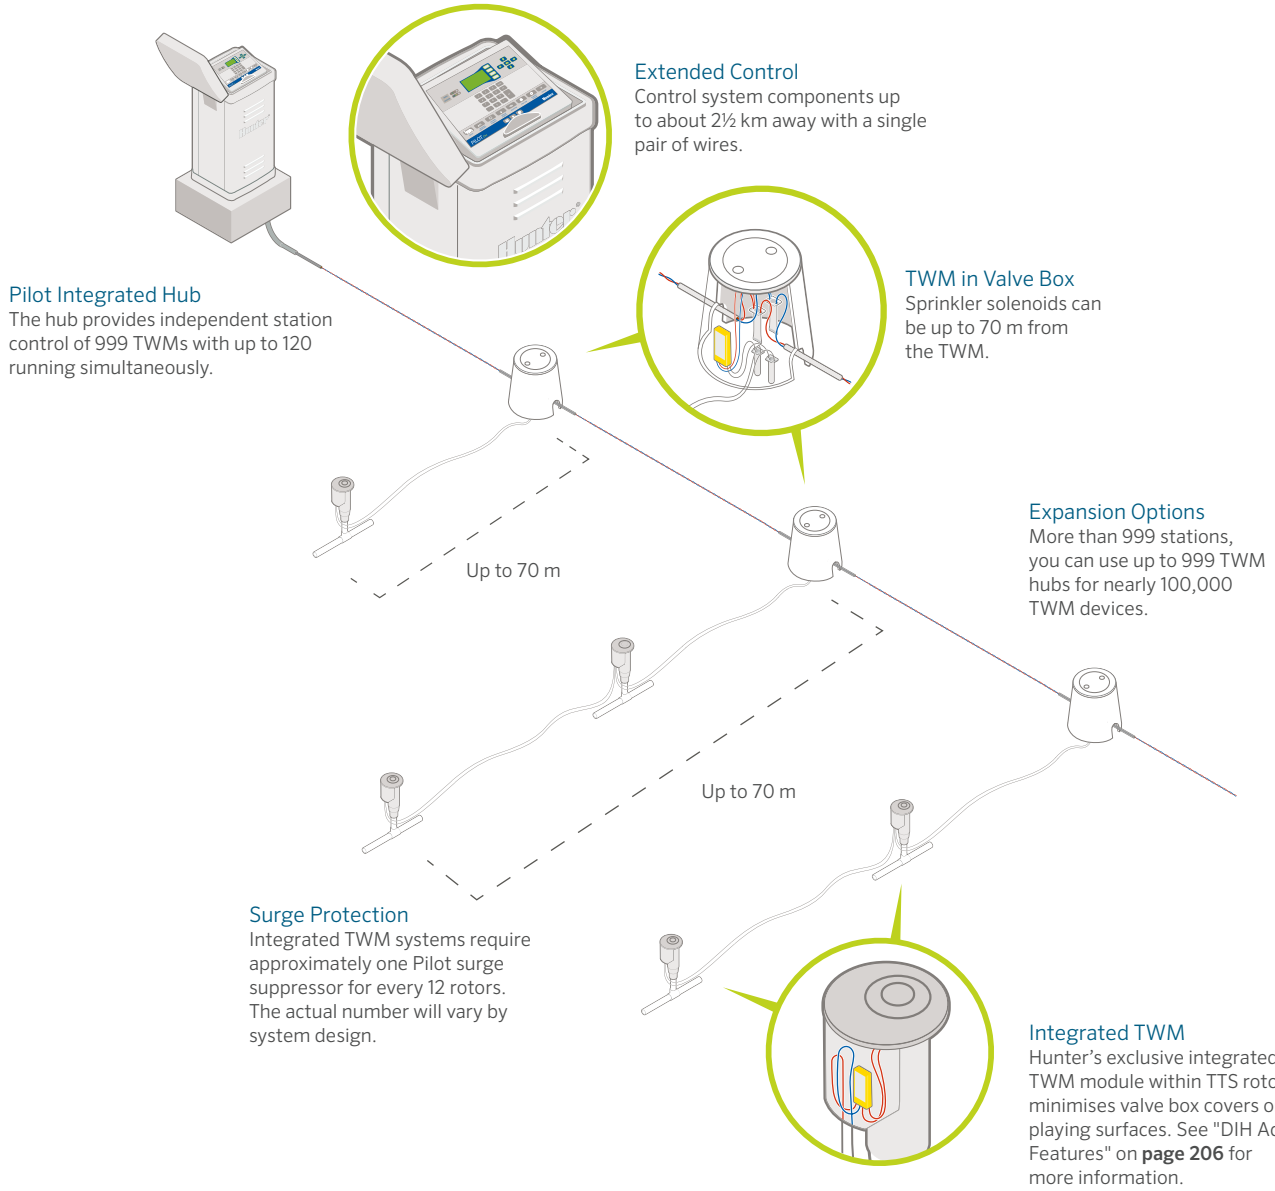 Extended Control
Control system components up
to about 2½ km away with a single
pair of wires.
PILOT
Hunter®
Pilot Integrated Hub
The hub provides independent station
control of 999 TWMs with up to 120
running simultaneously.
TWM in Valve Box
Sprinkler solenoids can
be up to 70 m from
the TWM.
Up to 70 m
Expansion Options
More than 999 stations,
you can use up to 999 TWM
hubs for nearly 100,000
TWM devices.
Up to 70 m
Surge Protection
Integrated TWM systems require
approximately one Pilot surge
suppressor for every 12 rotors.
The actual number will vary by
system design.
Integrated TWM
Hunter's exclusive integrated
TWM module within TTS roto
minimises valve box covers o
playing surfaces. See "DIH Ad
Features" on page 206 for
more information.